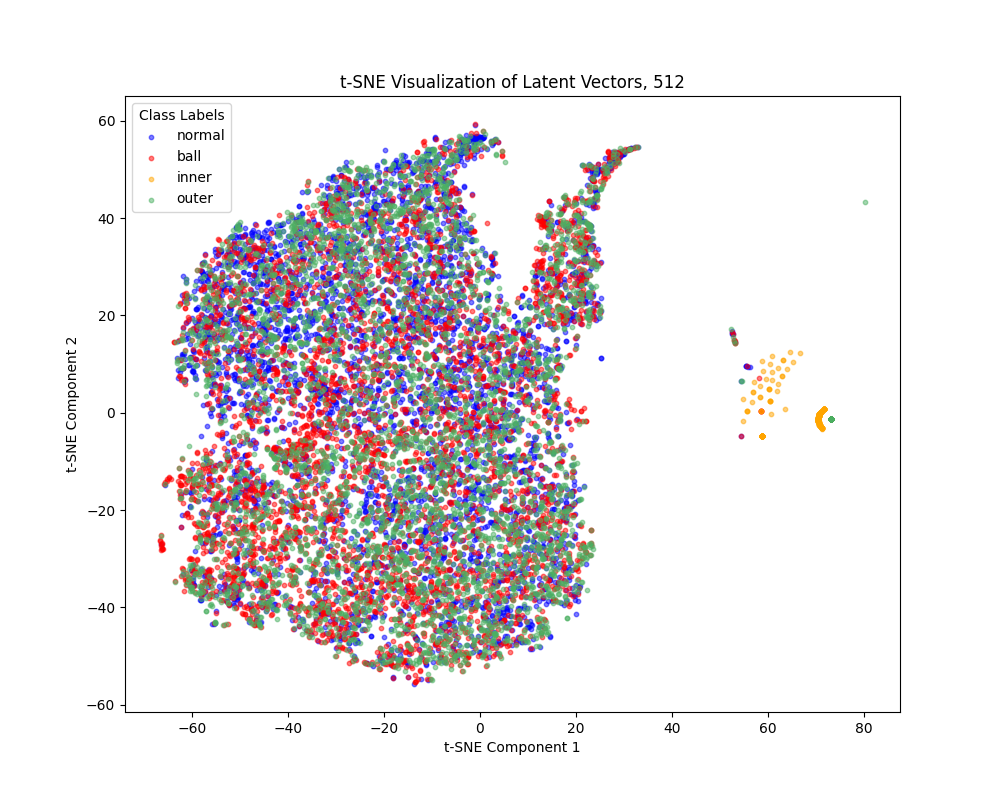 t-SNE Visualization of Latent Vectors, 512
Class Labels
normal
ball
inner
outer
60
40
20
0
−20
−40
−60
t-SNE Component 2
−60
−40
−20
0
20
40
60
80
t-SNE Component 1